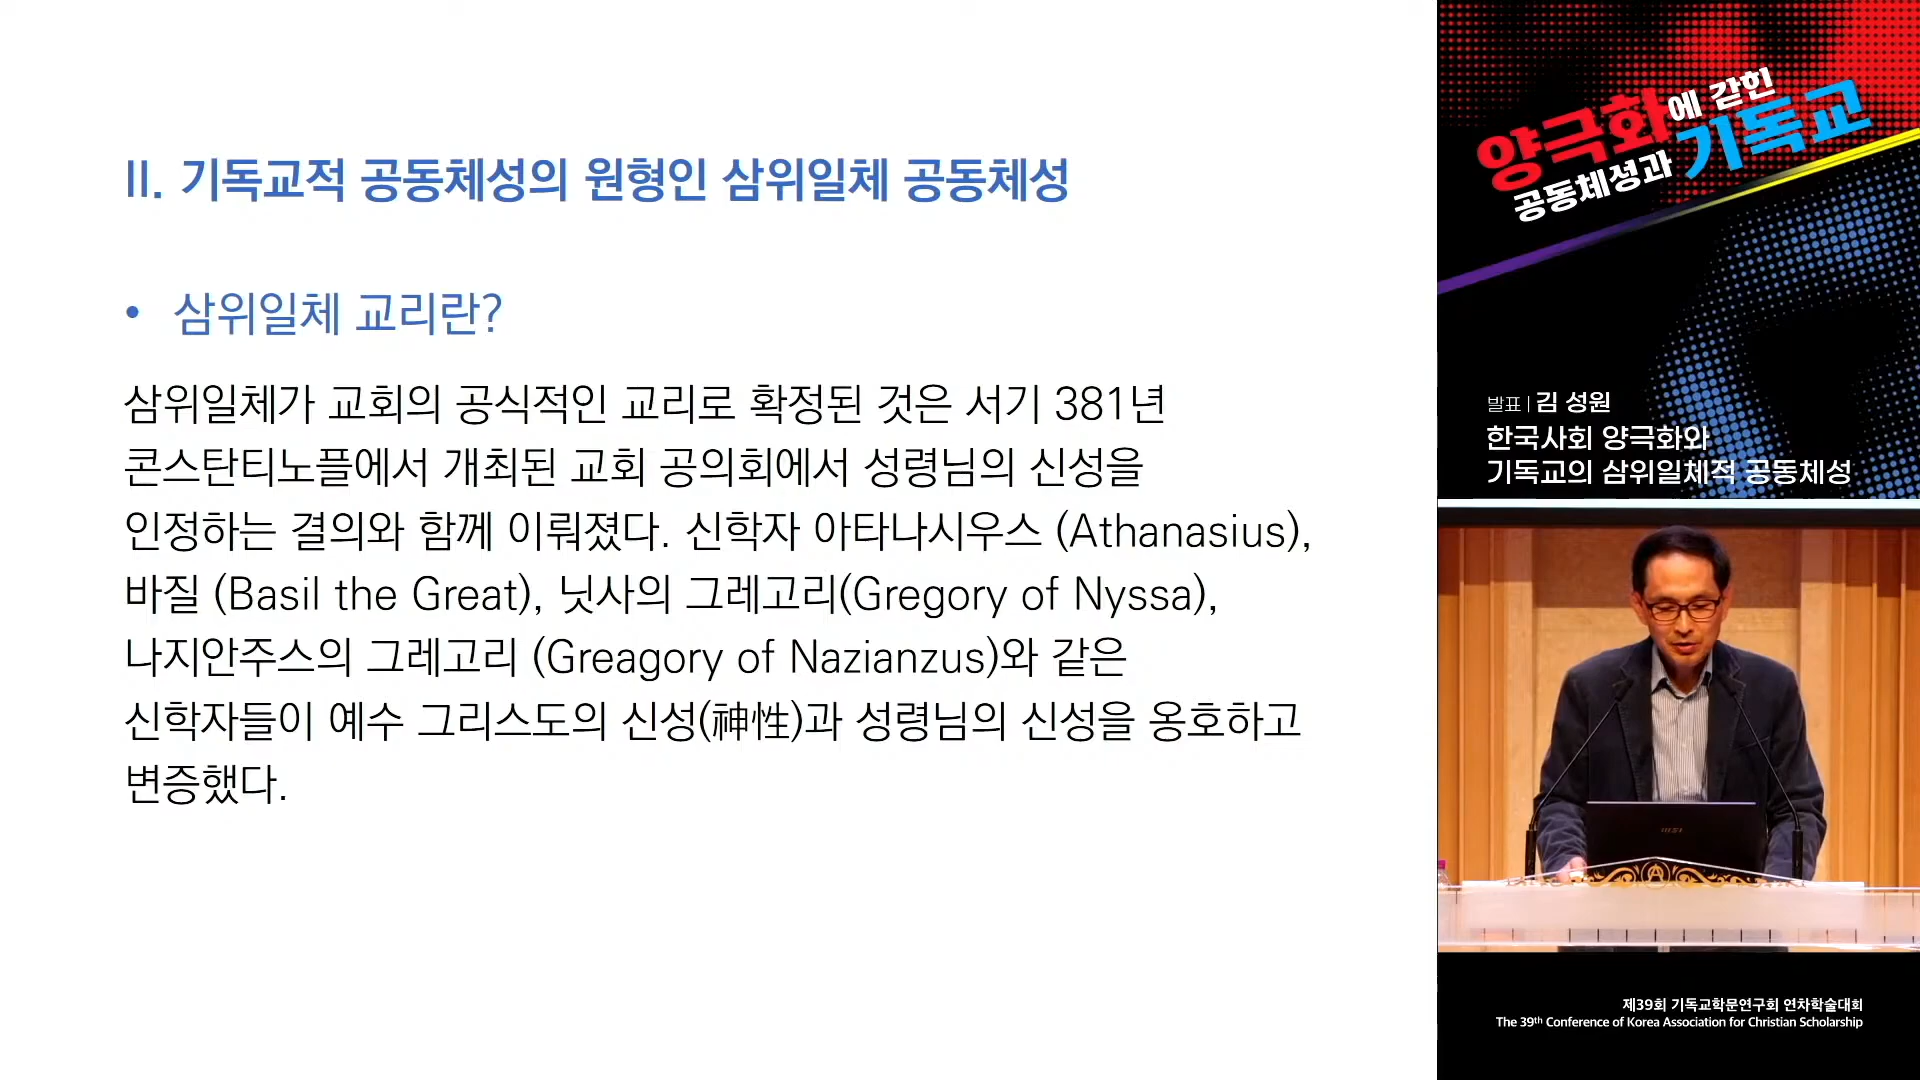 II. 기독교적 공동체성의 원형인 삼위일체 공동체성
• 삼위일체 교리란?
삼위일체가 교회의 공식적인 교리로 확정된 것은 서기 381년
콘스탄티노플에서 개최된 교회 공의회에서 성령님의 신성을
인정하는 결의와 함께 이뤄졌다. 신학자 아타나시우스 (Athanasius),
바질 (Basil the Great), 닛사의 그레고리(Gregory of Nyssa),
나지안주스의 그레고리 (Greagory of Nazianzus)와 같은
신학자들이 예수 그리스도의 신성(神性)과 성령님의 신성을 옹호하고
변증했다.
양극화에 갇힌 기독교
공동체성과
발표 | 김 성원
한국사회 양극화와
기독교의 삼위일체적 공동체성
msi
제39회 기독교학문연구회 연차학술대회
The 39th Conference of Korea Association for Christian Scholarship